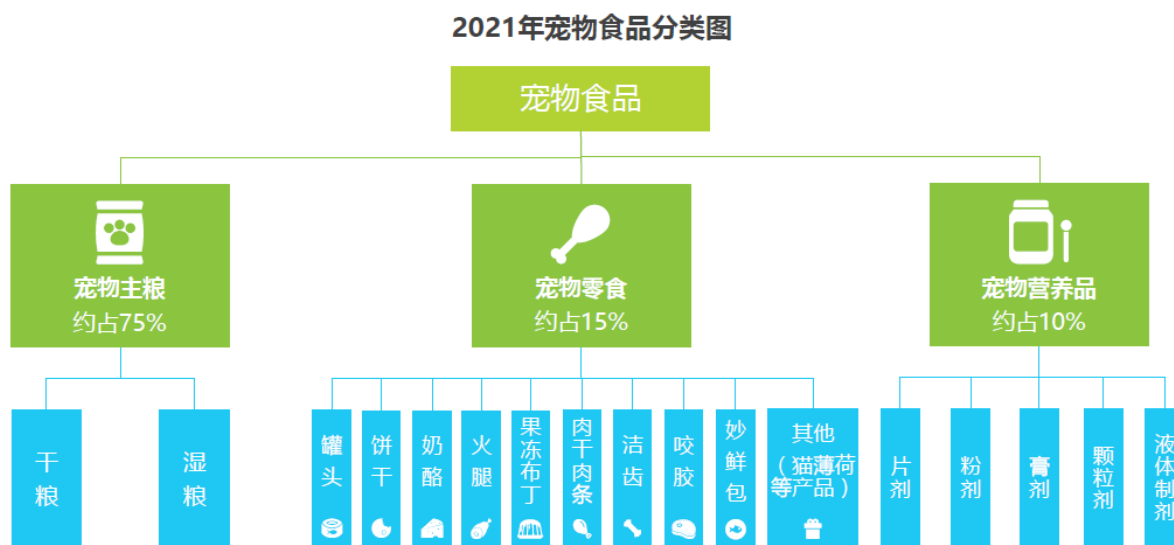 2021年宠物食品分类图
宠物食品
宠物主粮
约占75%
宠物零食
约占15%
宠物营养品
约占10%
干粮
湿粮
罐头
饼干
奶酪
火腿
果冻布丁
肉干肉条
洁齿
咬胶
妙鲜包
其他
（猫薄荷
等产品）
片剂
粉剂
膏剂
颗粒剂
液体制剂